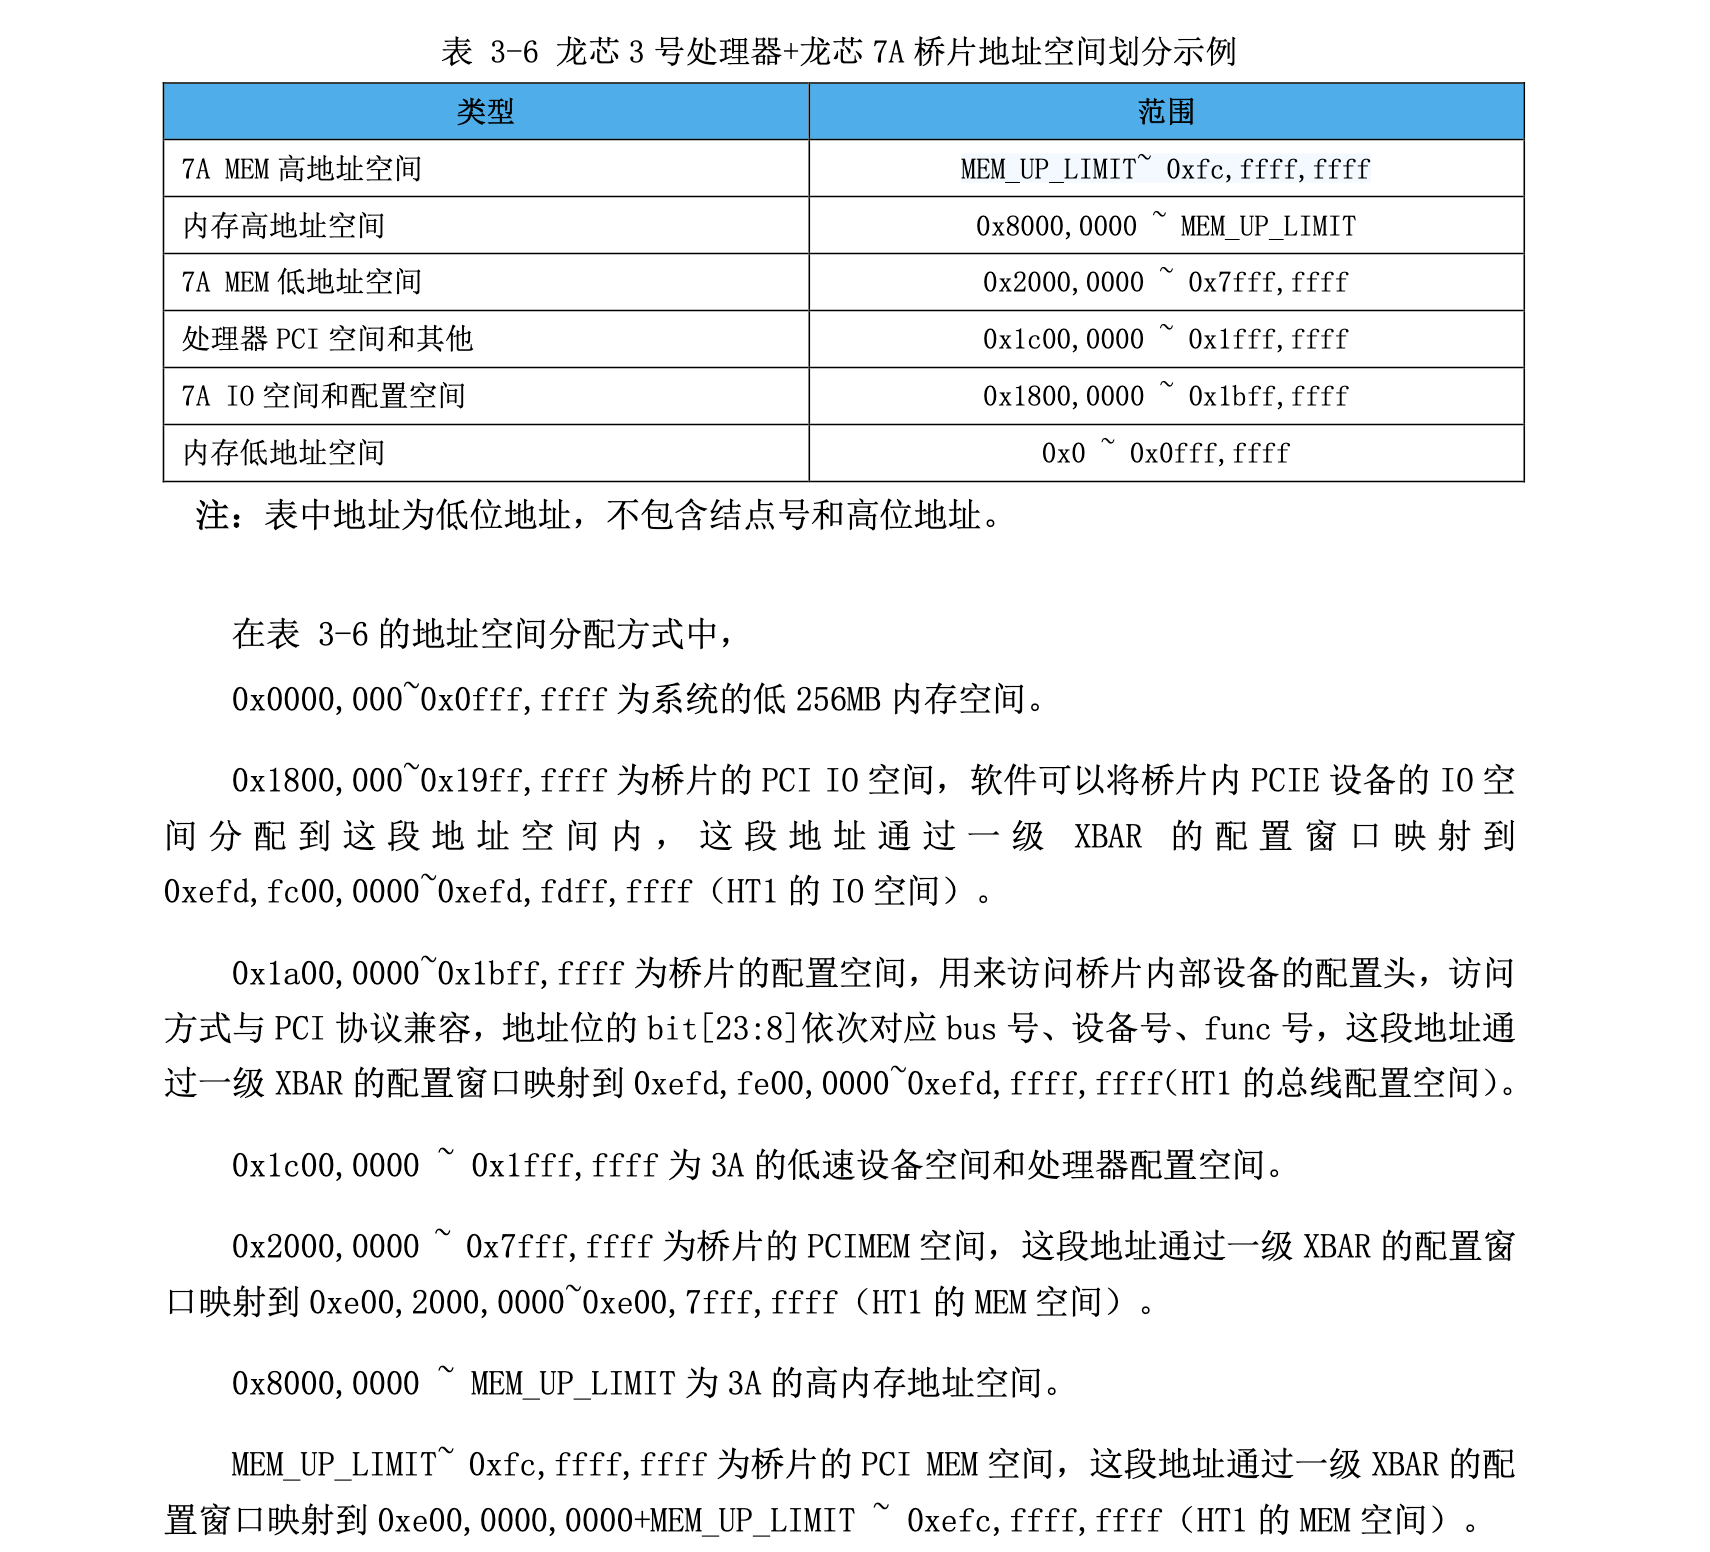 表 3-6 龙芯 3 号处理器+龙芯 7A 桥片地址空间划分示例
类型 范围
7A MEM 高地址空间 MEM_UP_LIMIT~ 0xfc,ffff,ffff
内存高地址空间 0x8000,0000 ~ MEM_UP_LIMIT
7A MEM 低地址空间 0x2000,0000 ~ 0x7fff,ffff
处理器 PCI 空间和其他 0x1c00,0000 ~ 0x1fff,ffff
7A IO 空间和配置空间 0x1800,0000 ~ 0x1bff,ffff
内存低地址空间 0x0 ~ 0x0fff,ffff
注：表中地址为低位地址，不包含结点号和高位地址。
在表 3-6 的地址空间分配方式中，
0x0000,000~0x0fff,ffff 为系统的低 256MB 内存空间。
0x1800,000~0x19ff,ffff 为桥片的 PCI IO 空间，软件可以将桥片内 PCIE 设备的 IO 空
间分配到这段地址空间内，这段地址通过一级 XBAR 的配置窗口映射到
0xefd,fc00,0000~0xefd,fdff,ffff（HT1 的 IO 空间）。
0x1a00,0000~0x1bff,ffff 为桥片的配置空间，用来访问桥片内部设备的配置头，访问
方式与 PCI 协议兼容，地址位的 bit[23:8]依次对应 bus 号、设备号、func 号，这段地址通
过一级 XBAR 的配置窗口映射到 0xefd,fe00,0000~0xefd,ffff,ffff(HT1 的总线配置空间)。
0x1c00,0000 ~ 0x1fff,ffff 为 3A 的低速设备空间和处理器配置空间。
0x2000,0000 ~ 0x7fff,ffff 为桥片的 PCIMEM 空间，这段地址通过一级 XBAR 的配置窗
口映射到 0xe00,2000,0000~0xe00,7fff,ffff（HT1 的 MEM 空间）。
0x8000,0000 ~ MEM_UP_LIMIT 为 3A 的高内存地址空间。
MEM_UP_LIMIT~ 0xfc,ffff,ffff 为桥片的 PCI MEM 空间，这段地址通过一级 XBAR 的配
置窗口映射到 0xe00,0000,0000+MEM_UP_LIMIT ~ 0xefc,ffff,ffff（HT1 的 MEM 空间）。